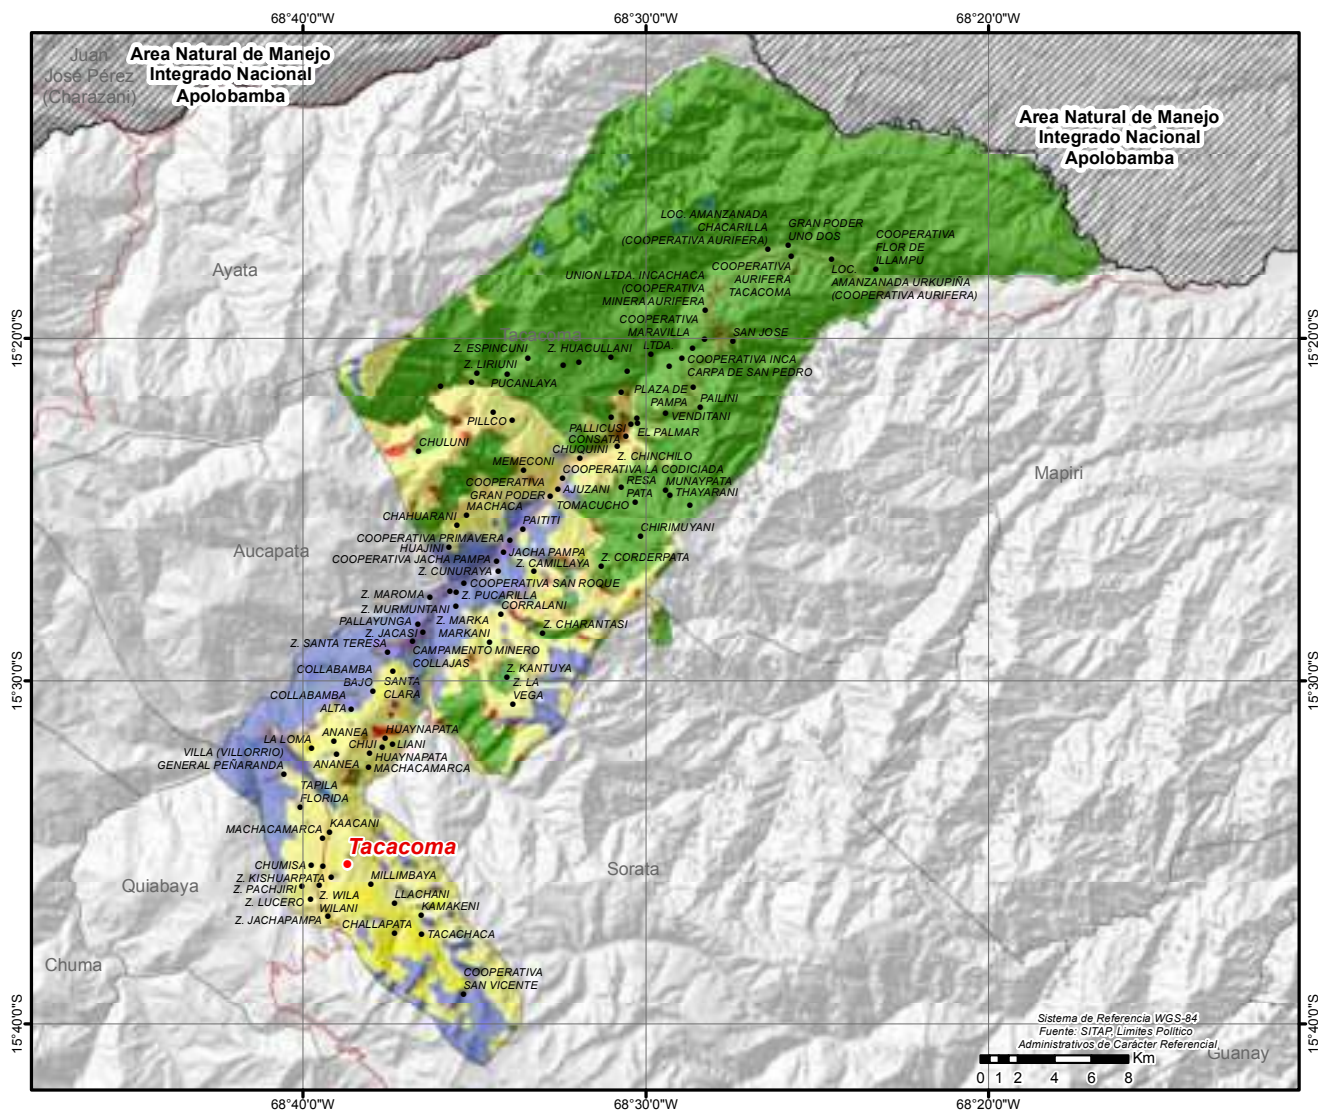 68°40'0"W
68°30'0"W
68°20'0"W
Juan
José Pérez
(Charazani)
Area Natural de Manejo
Integrado Nacional
Apolobamba
Area Natural de Manejo
Integrado Nacional
Apolobamba
LOC. AMANZANADA
CHACARILLA
(COOPERATIVA AURIFERA)
GRAN PODER
UNO DOS
COOPERATIVA
FLOR DE
ILLAMPU
Ayata
COOPERATIVA
AURIFERA
TACACOMA
LOC.
AMANZANADA URKUPIÑA
(COOPERATIVA AURIFERA)
UNION LTDA. INCACHACA
(COOPERATIVA
MINERA AURIFERA
COOPERATIVA
MARAVILLA
LTDA.
SAN JOSE
15°20'0"S
15°20'0"S
Tacacoma
Z. ESPINCUNI
Z. HUACULLANI
Z. LIRIUNI
COOPERATIVA INCA
CARPA DE SAN PEDRO
PUCANLAYA
PLAZA DE
PAMPA
PAILINI
VENDITANI
PILLCO
PALLICUSI
EL PALMAR
CONSATA
CHULUNI
CHUQUINI
Z. CHINCHILO
MEMECONI
COOPERATIVA LA CODICIADA
Mapiri
COOPERATIVA
GRAN PODER
AJUZANI
RESA
PATA
MUNAYPATA
THAYARANI
MACHACA
TOMACUCHO
CHAHUARANI
PAITITI
CHIRIMUYANI
COOPERATIVA PRIMAVERA
HUAJINI
Aucapata
JACHA PAMPA
COOPERATIVA JACHA PAMPA
Z. CAMILLAYA
Z. CORDERPATA
Z. CUNURAYA
COOPERATIVA SAN ROQUE
Z. MAROMA
Z. PUCARILLA
Z. MURMUNTANI
CORRALANI
PALLAYUNGA
Z. MARKA
MARKANI
Z. CHARANTASI
Z. JACASI
Z. SANTA TERESA
CAMPAMENTO MINERO
COLLAJAS
COLLABAMBA
BAJO
Z. KANTUYA
SANTA
CLARA
Z. LA
VEGA
15°30'0"S
15°30'0"S
COLLABAMBA
ALTA
ANANEA
HUAYNAPATA
LA LOMA
CHIJI
LIANI
VILLA (VILLORRIO)
GENERAL PEÑARANDA
ANANEA
HUAYNAPATA
MACHACAMARCA
TAPILA
FLORIDA
MACHACAMARCA
KAACANI
Tacacoma
CHUMISA
Z. KISHUARPATA
MILLIMBAYA
Sorata
Quiabaya
Z. PACHJIRI
Z. WILA
WILANI
Z. LUCERO
LLACHANI
KAMAKENI
Z. JACHAPAMPA
CHALLAPATA
TACACHACA
Chuma
COOPERATIVA
SAN VICENTE
15°40'0"S
15°40'0"S
Sistema de Referencia WGS-84
Fuente: SITAP, Limites Politico
Administrativos de Carácter Referencial
Guanay
Km
0 1 2 4 6 8
68°40'0"W
68°30'0"W
68°20'0"W